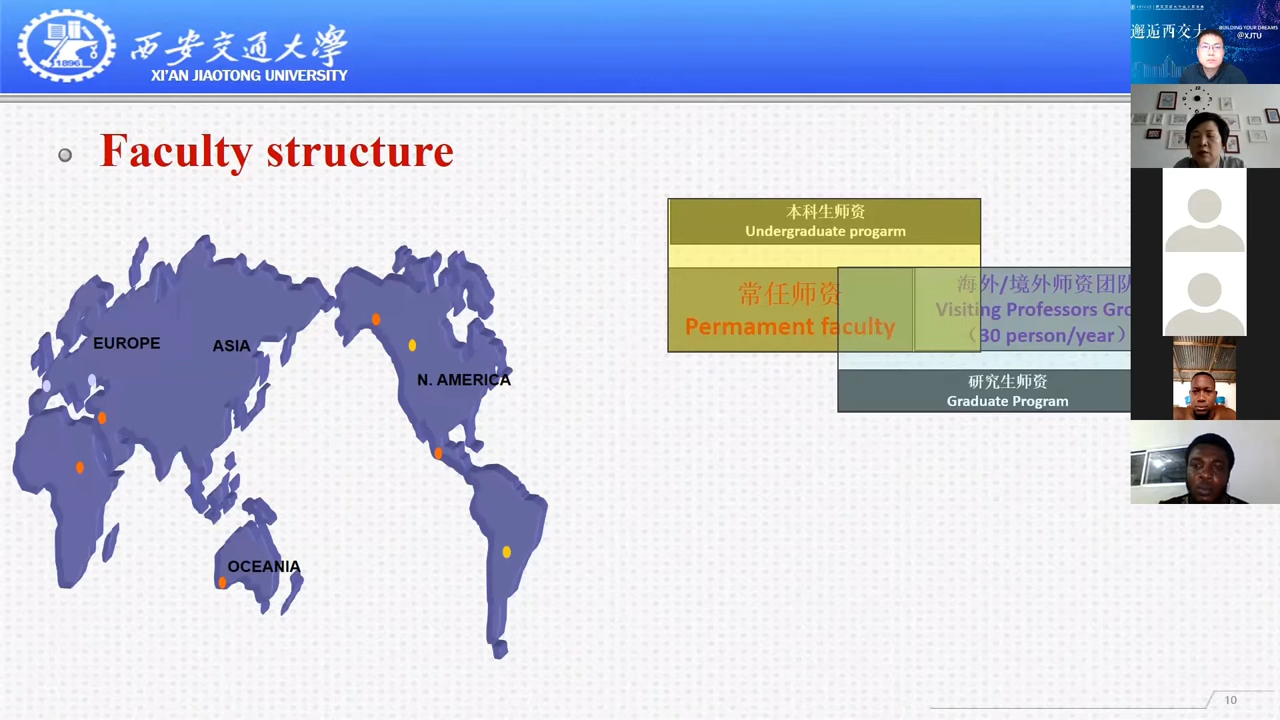 西安交通大學
XI'AN JIAOTONG UNIVERSITY
1896
Faculty structure
EUROPE
ASIA
N. AMERICA
OCEANIA
本科生师资
Undergraduate progarm
常任师资
Permament faculty
海外/境外师资团队
Visiting Professors Gro
（30 person/year）
研究生师资
Graduate Program
10
邂逅西交大
BUILDING YOUR DREAMS
@XJTU